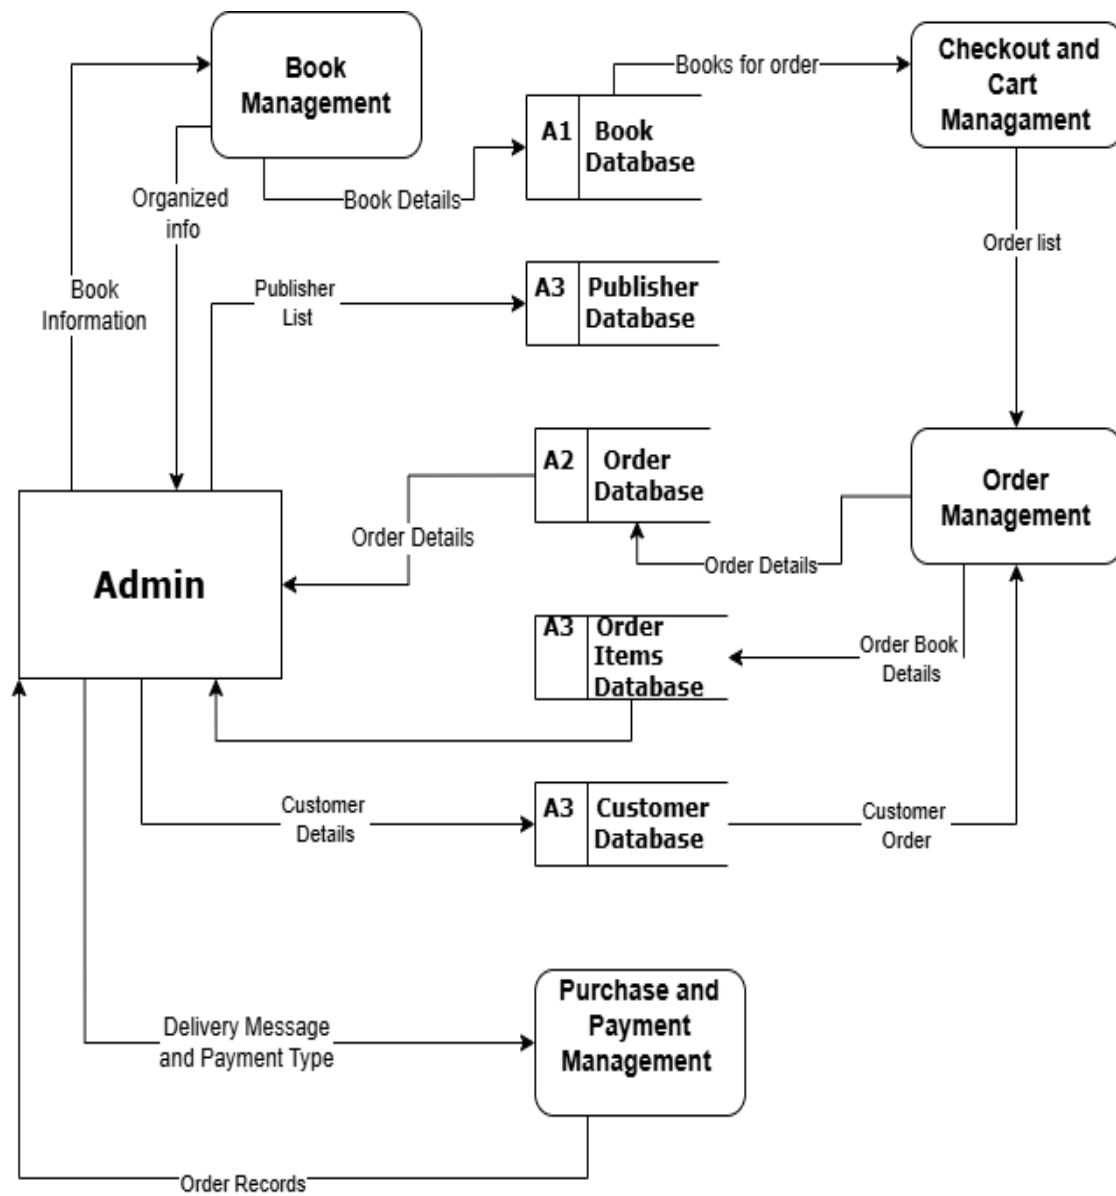 Book
Management
Books for order
Checkout and
Cart
Managament
A1 Book
Database
Organized
info
Book Details
Order list
Book
Information
Publisher
List
A3 Publisher
Database
A2 Order
Database
Order
Management
Order Details
Order Details
Admin
A3 Order
Items
Database
Order Book
Details
Customer
Details
A3 Customer
Database
Customer
Order
Purchase and
Payment
Management
Delivery Message
and Payment Type
Order Records